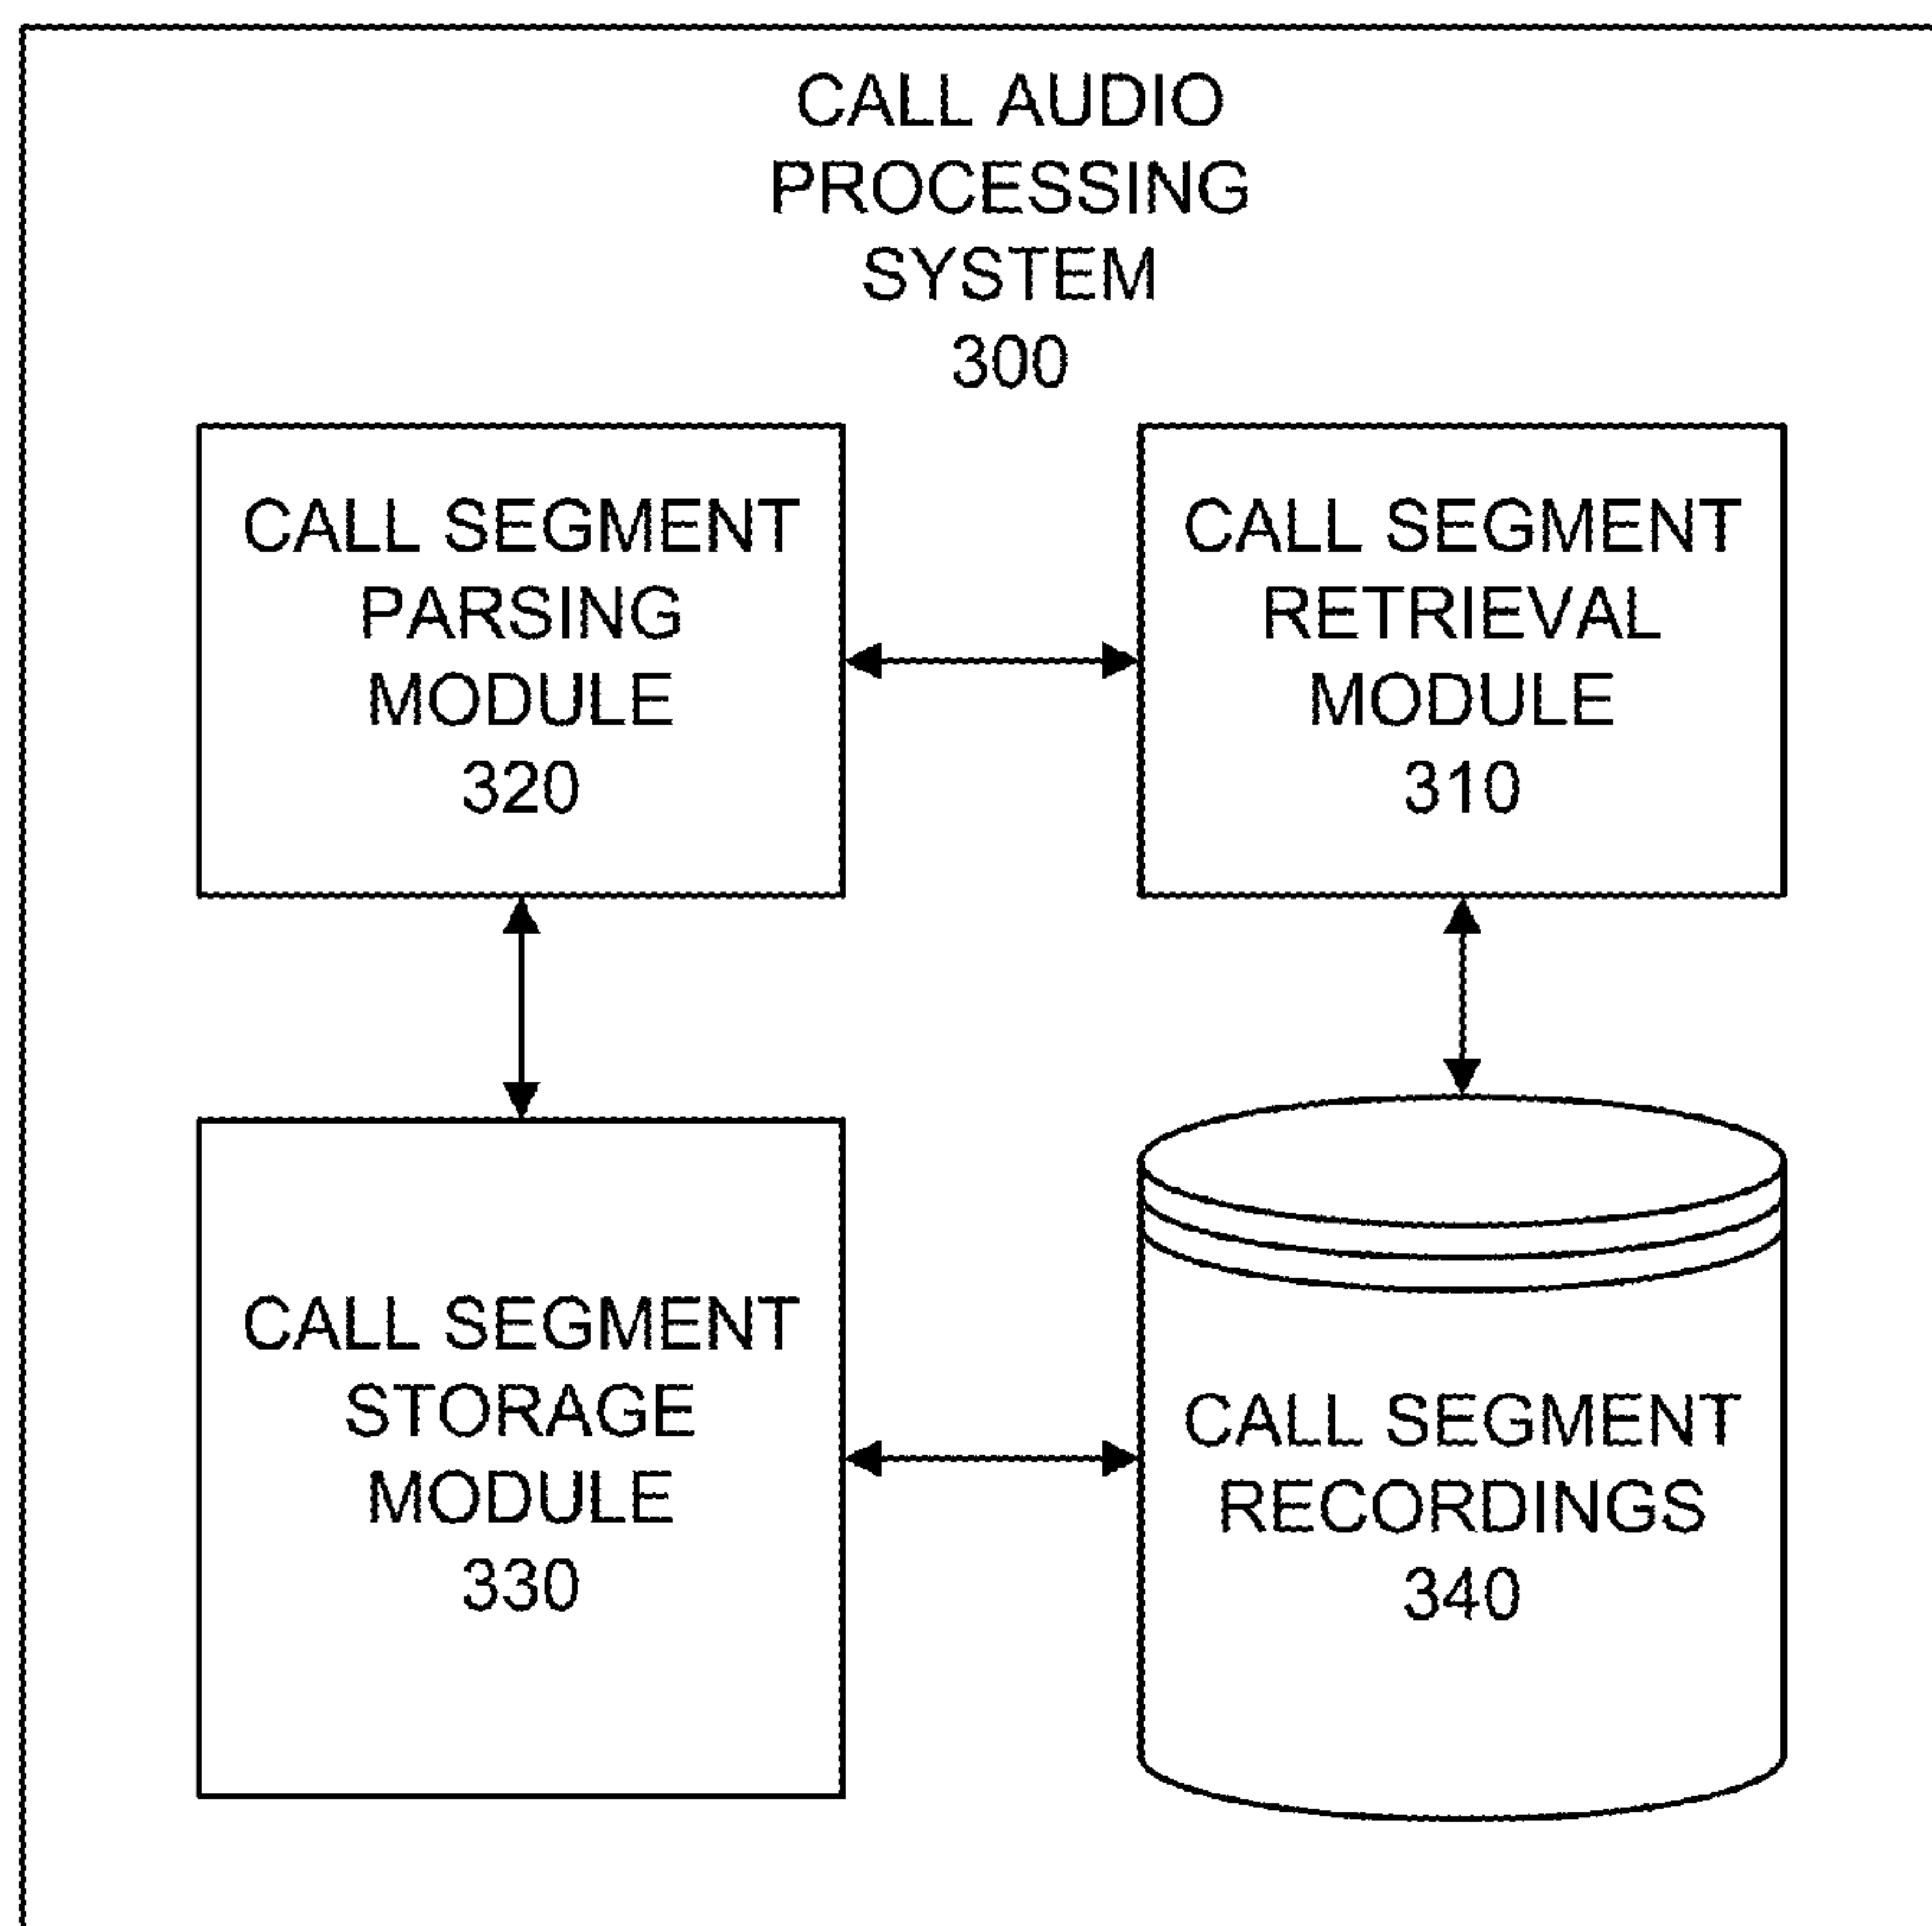 CALL AUDIO
PROCESSING
SYSTEM
300
CALL SEGMENT
PARSING
MODULE
320
CALL SEGMENT
RETRIEVAL
MODULE
310
CALL SEGMENT
STORAGE
MODULE
330
CALL SEGMENT
RECORDINGS
340